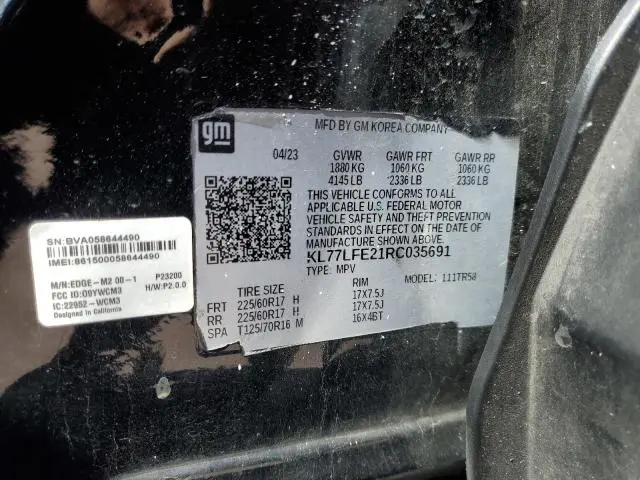 gm
MFD BY GM KOREA COMPANY
04/23 GVWR GAWR FRT GAWR RR
1880 KG 1060 KG 1060 KG
4145 LB 2336 LB 2336 LB
THIS VEHICLE CONFORMS TO ALL
APPLICABLE U.S. FEDERAL MOTOR
VEHICLE SAFETY AND THEFT PREVENTION
STANDARDS IN EFFECT ON THE DATE OF
MANUFACTURE SHOWN ABOVE.
KL77LFE21RC035691
TYPE: MPV MODEL: 111TR58
TIRE SIZE RIM
FRT 225/60R17 H 17X7.5J
RR 225/60R17 H 17X7.5J
SPA T125/70R16 M 16X4BT
SN:BVA058644490
IMEI:861500058644490
M/N:EDGE-M2 00-1 P23200
FCC ID:09YWCM3 H/W:P2.0.0
IC:22952-WCM3
Designed in California